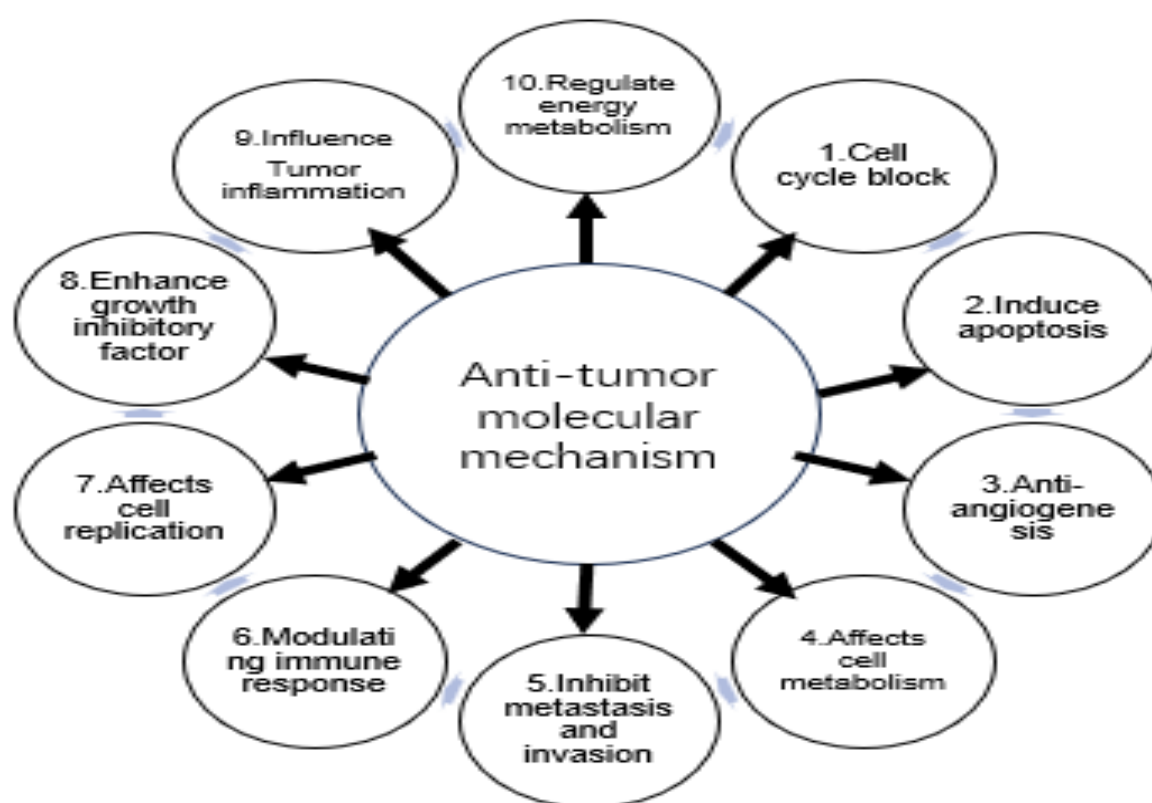 Anti-tumor
molecular
mechanism
1.Cell
cycle block
2.Induce
apoptosis
3.Anti-
angiogene
sis
4.Affects
cell
metabolism
5.Inhibit
metastasis
and
invasion
6.Modulati
ng immune
response
7.Affects
cell
replication
8.Enhance
growth
inhibitory
factor
9.Influence
Tumor
inflammation
10.Regulate
energy
metabolism